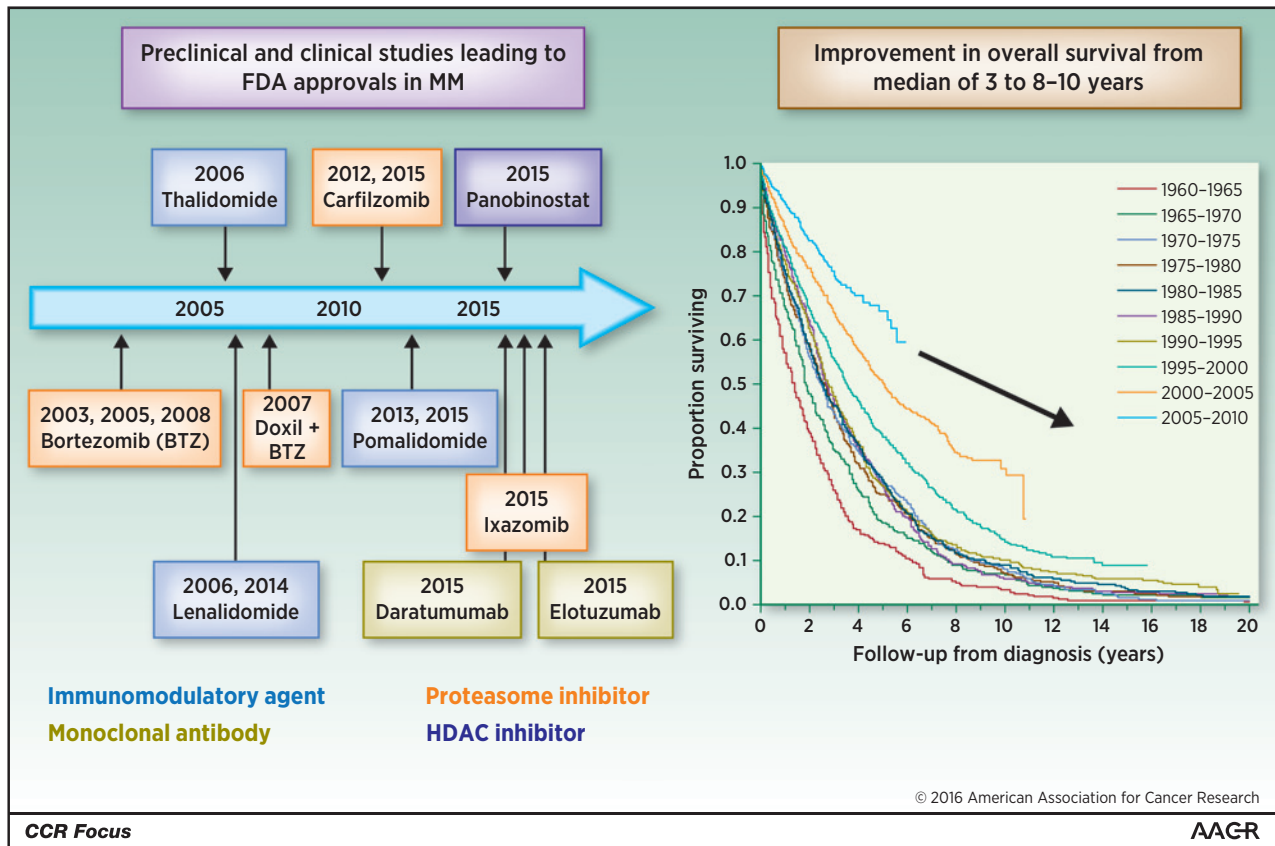 Preclinical and clinical studies leading to
FDA approvals in MM
Improvement in overall survival from
median of 3 to 8–10 years
2006
Thalidomide
2012, 2015
Carfilzomib
2015
Panobinostat
2005
2010
2015
2003, 2005, 2008
Bortezomib (BTZ)
2007
Doxil +
BTZ
2013, 2015
Pomalidomide
2015
Ixazomib
2006, 2014
Lenalidomide
2015
Daratumumab
2015
Elotuzumab
Immunomodulatory agent
Proteasome inhibitor
Monoclonal antibody
HDAC inhibitor
Proportion surviving
1.0
0.9
0.8
0.7
0.6
0.5
0.4
0.3
0.2
0.1
0.0
0
2
4
6
8
10
12
14
16
18
20
Follow-up from diagnosis (years)
1960–1965
1965–1970
1970–1975
1975–1980
1980–1985
1985–1990
1990–1995
1995–2000
2000–2005
2005–2010
© 2016 American Association for Cancer Research
CCR Focus
AACR